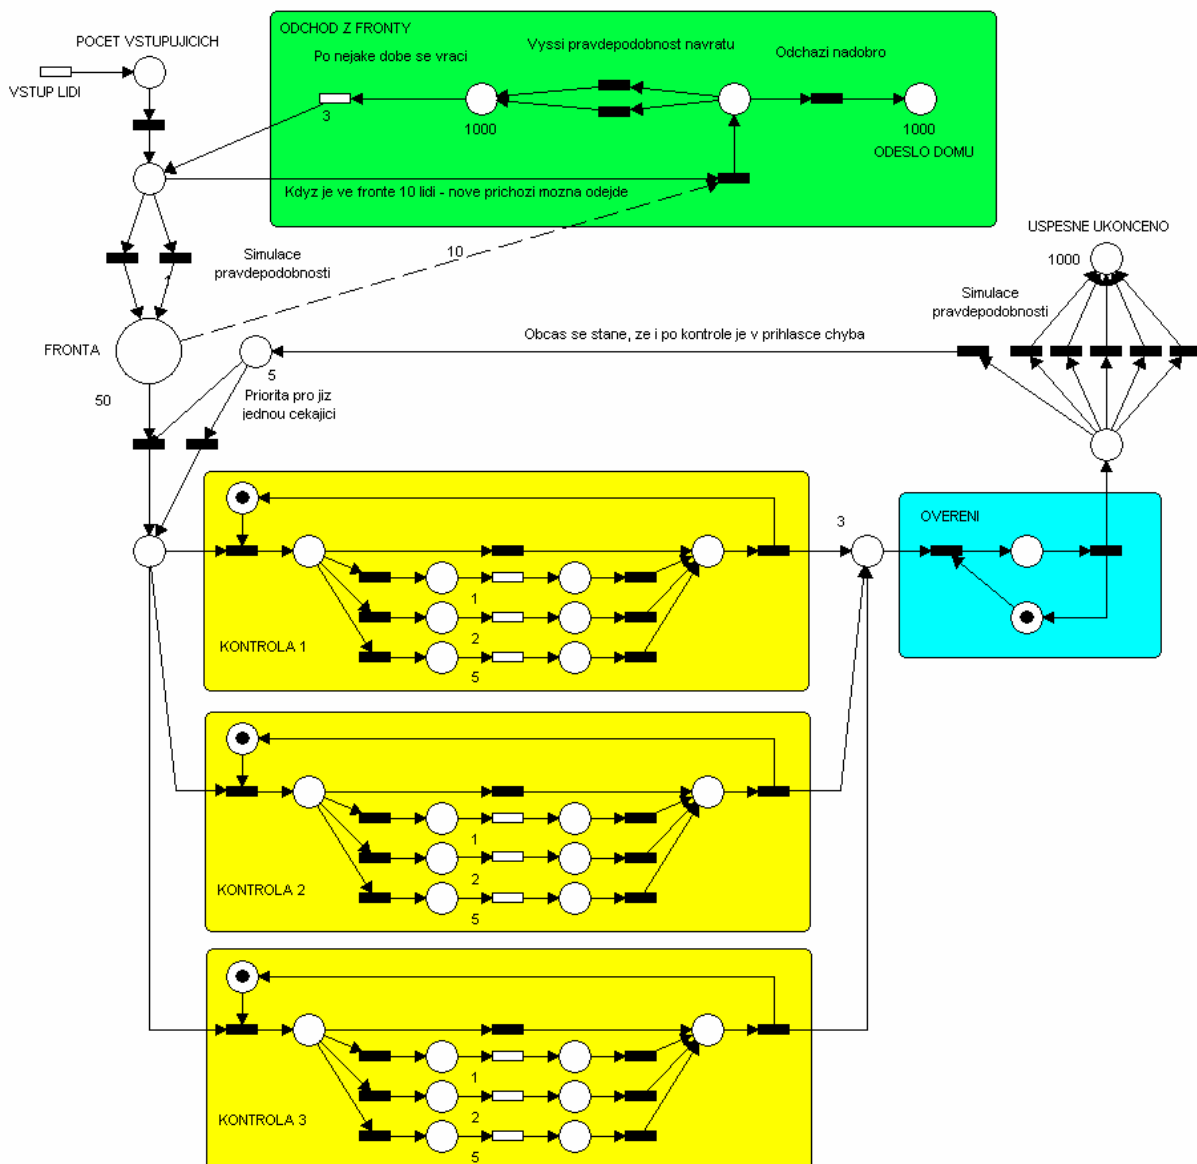 ODCHOD Z FRONTY
POCET VSTUPUJICICH
Po nejake dobe se vraci
Vyssi pravdepodobnost navratu
Odchazi nadobro
VSTUP LIDI
3
1000
1000
ODESLO DOMU
Kdyz je ve fronte 10 lidi - nove prichozi mozna odejde
10
Simulace
pravdepodobnosti
USPESNE UKONCENO
1000
Simulace
pravdepodobnosti
FRONTA
50
Obcas se stane, ze i po kontrole je v prihlasce chyba
5
Priorita pro jiz
jednou cekajici
3
OVERENI
1
2
5
KONTROLA 1
1
2
5
KONTROLA 2
1
2
5
KONTROLA 3